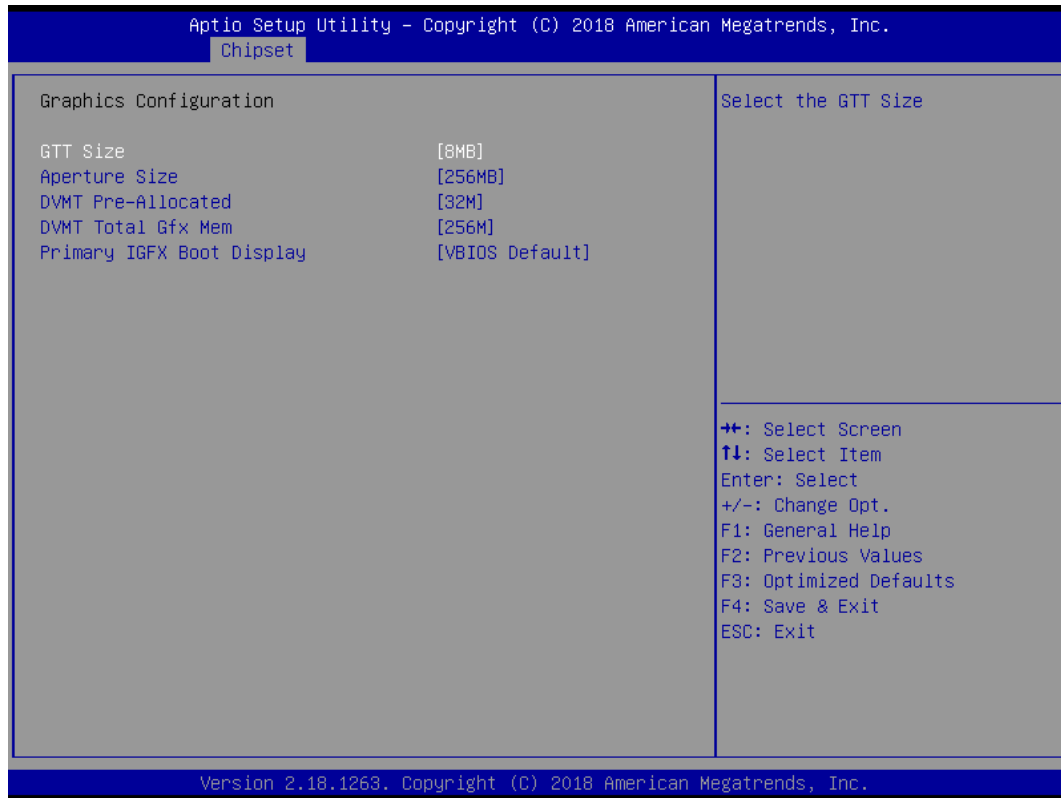 Aptio Setup Utility – Copyright (C) 2018 American Megatrends, Inc.
Chipset
Graphics Configuration
GTT Size [8MB]
Aperture Size [256MB]
DVMT Pre-Allocated [32M]
DVMT Total Gfx Mem [256M]
Primary IGFX Boot Display [VBIOS Default]
Select the GTT Size
→←: Select Screen
↑↓: Select Item
Enter: Select
+/-: Change Opt.
F1: General Help
F2: Previous Values
F3: Optimized Defaults
F4: Save & Exit
ESC: Exit
Version 2.18.1263. Copyright (C) 2018 American Megatrends, Inc.